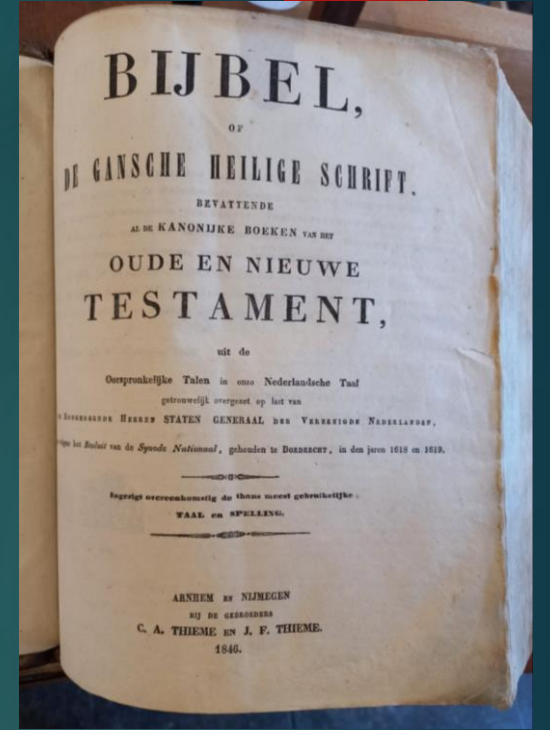 BIJBEL,
OF
DE GANSCHE HEILIGE SCHRIFT.
BEVATTENDE
AL DE KANONIJKE BOEKEN VAN HET
OUDE EN NIEUWE
TESTAMENT,
uit de
Oorspronkelijke Talen in onze Nederlandsche Taal
getrouwelijk overgezet op last van
HEEREN STATEN GENERAAL DER VEREENIGDE NEDERLANDEN,
het Besluit van de Synode Nationaal, gehouden te DORDRECHT, in den jaren 1618 en 1619.
Ingerigt overeenkomstig de thans meest gebruikelijke
TAAL en SPELLING.
ARNHEM EN NIJMEGEN
BIJ DE GEBROEDERS
C. A. THIEME EN J. F. THIEME.
1846.